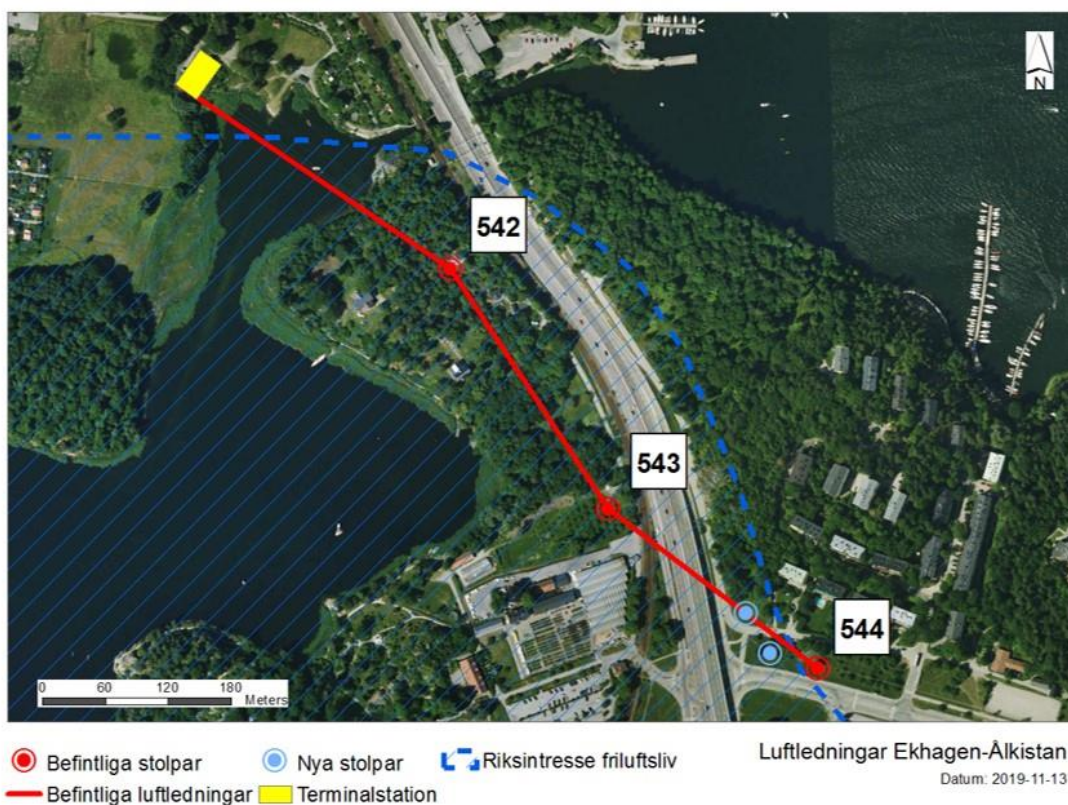 N
542
543
544
0 60 120 180
Meters
Befintliga stolpar
Nya stolpar
Riksintresse friluftsliv
Befintliga luftledningar
Terminalstation
Luftledningar Ekhagen-Ålkistan
Datum: 2019-11-13